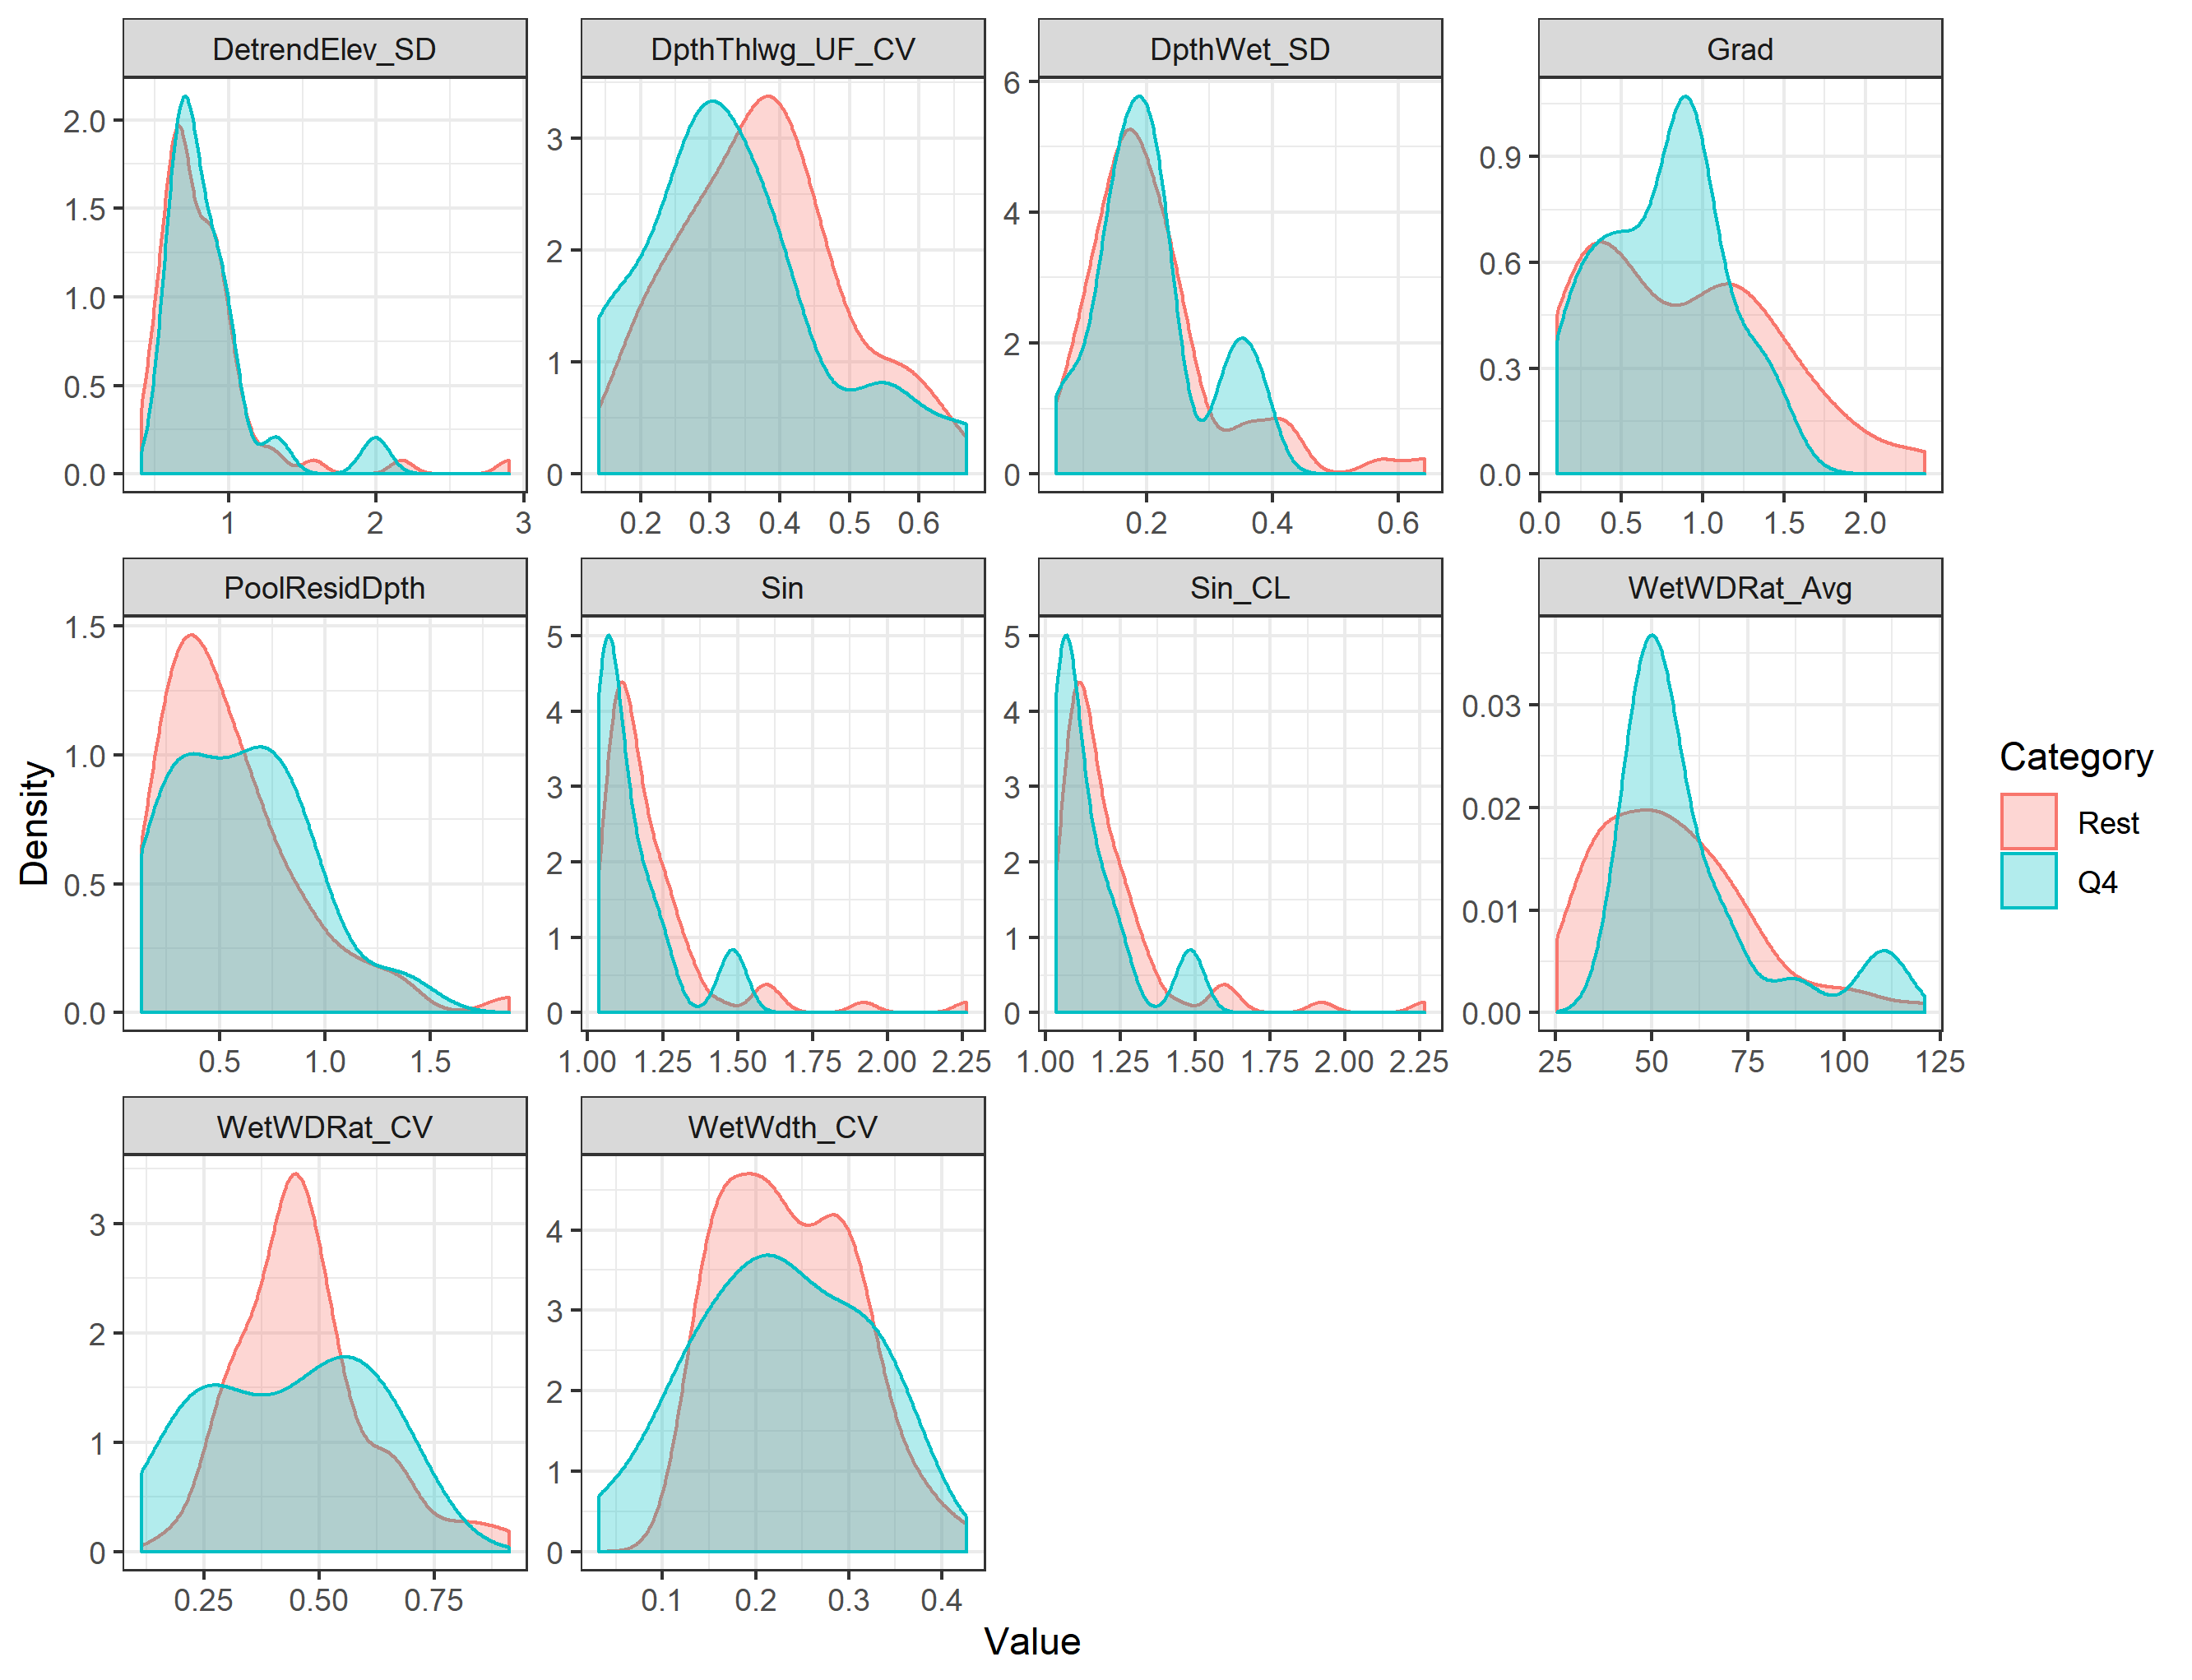 DetrendElev_SD DpthThlwg_UF_CV DpthWet_SD Grad
2.0
1.5
1.0
0.5
0.0
3
2
1
0
6
4
2
0
0.9
0.6
0.3
0.0
1 2 3
0.2 0.3 0.4 0.5 0.6
0.2 0.4 0.6
0.0 0.5 1.0 1.5 2.0
PoolResidDpth Sin Sin_CL WetWDRat_Avg
1.5
1.0
0.5
0.0
5
4
3
2
1
0
5
4
3
2
1
0
0.03
0.02
0.01
0.00
0.5 1.0 1.5
1.00 1.25 1.50 1.75 2.00 2.25
1.00 1.25 1.50 1.75 2.00 2.25
25 50 75 100 125
WetWDRat_CV WetWdth_CV
3
2
1
0
4
3
2
1
0
0.25 0.50 0.75
0.1 0.2 0.3 0.4
Density
Value
Category
Rest
Q4